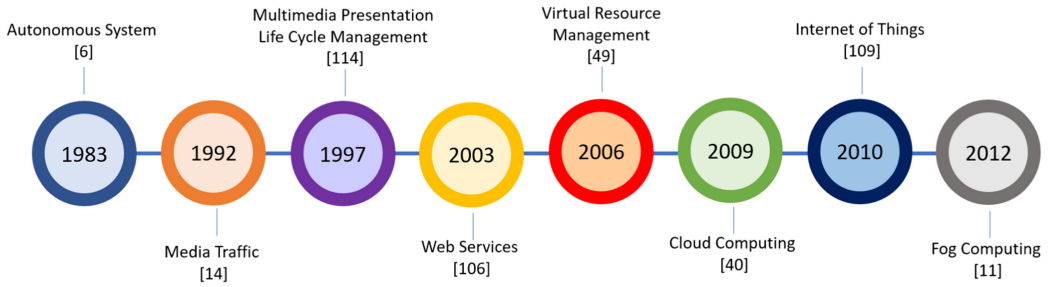 Autonomous System
[6]
1983
1992
Media Traffic
[14]
Multimedia Presentation
Life Cycle Management
[114]
1997
2003
Web Services
[106]
Virtual Resource
Management
[49]
2006
2009
Cloud Computing
[40]
Internet of Things
[109]
2010
2012
Fog Computing
[11]